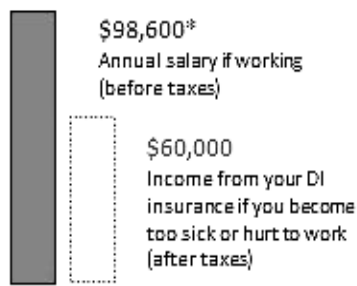 $98,600*
Annual salary if working
(before taxes)
$60,000
Income from your DI
insurance if you become
too sick or hurt to work
(after taxes)